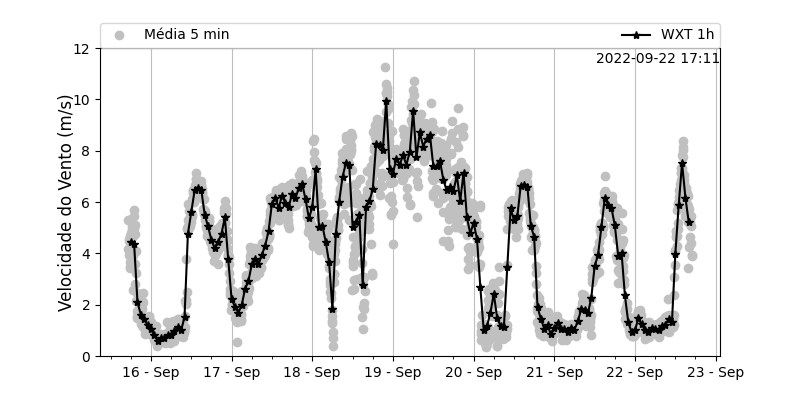 Média 5 min
WXT 1h
2022-09-22 17:11
Velocidade do Vento (m/s)
12
10
8
6
4
2
0
16 - Sep
17 - Sep
18 - Sep
19 - Sep
20 - Sep
21 - Sep
22 - Sep
23 - Sep